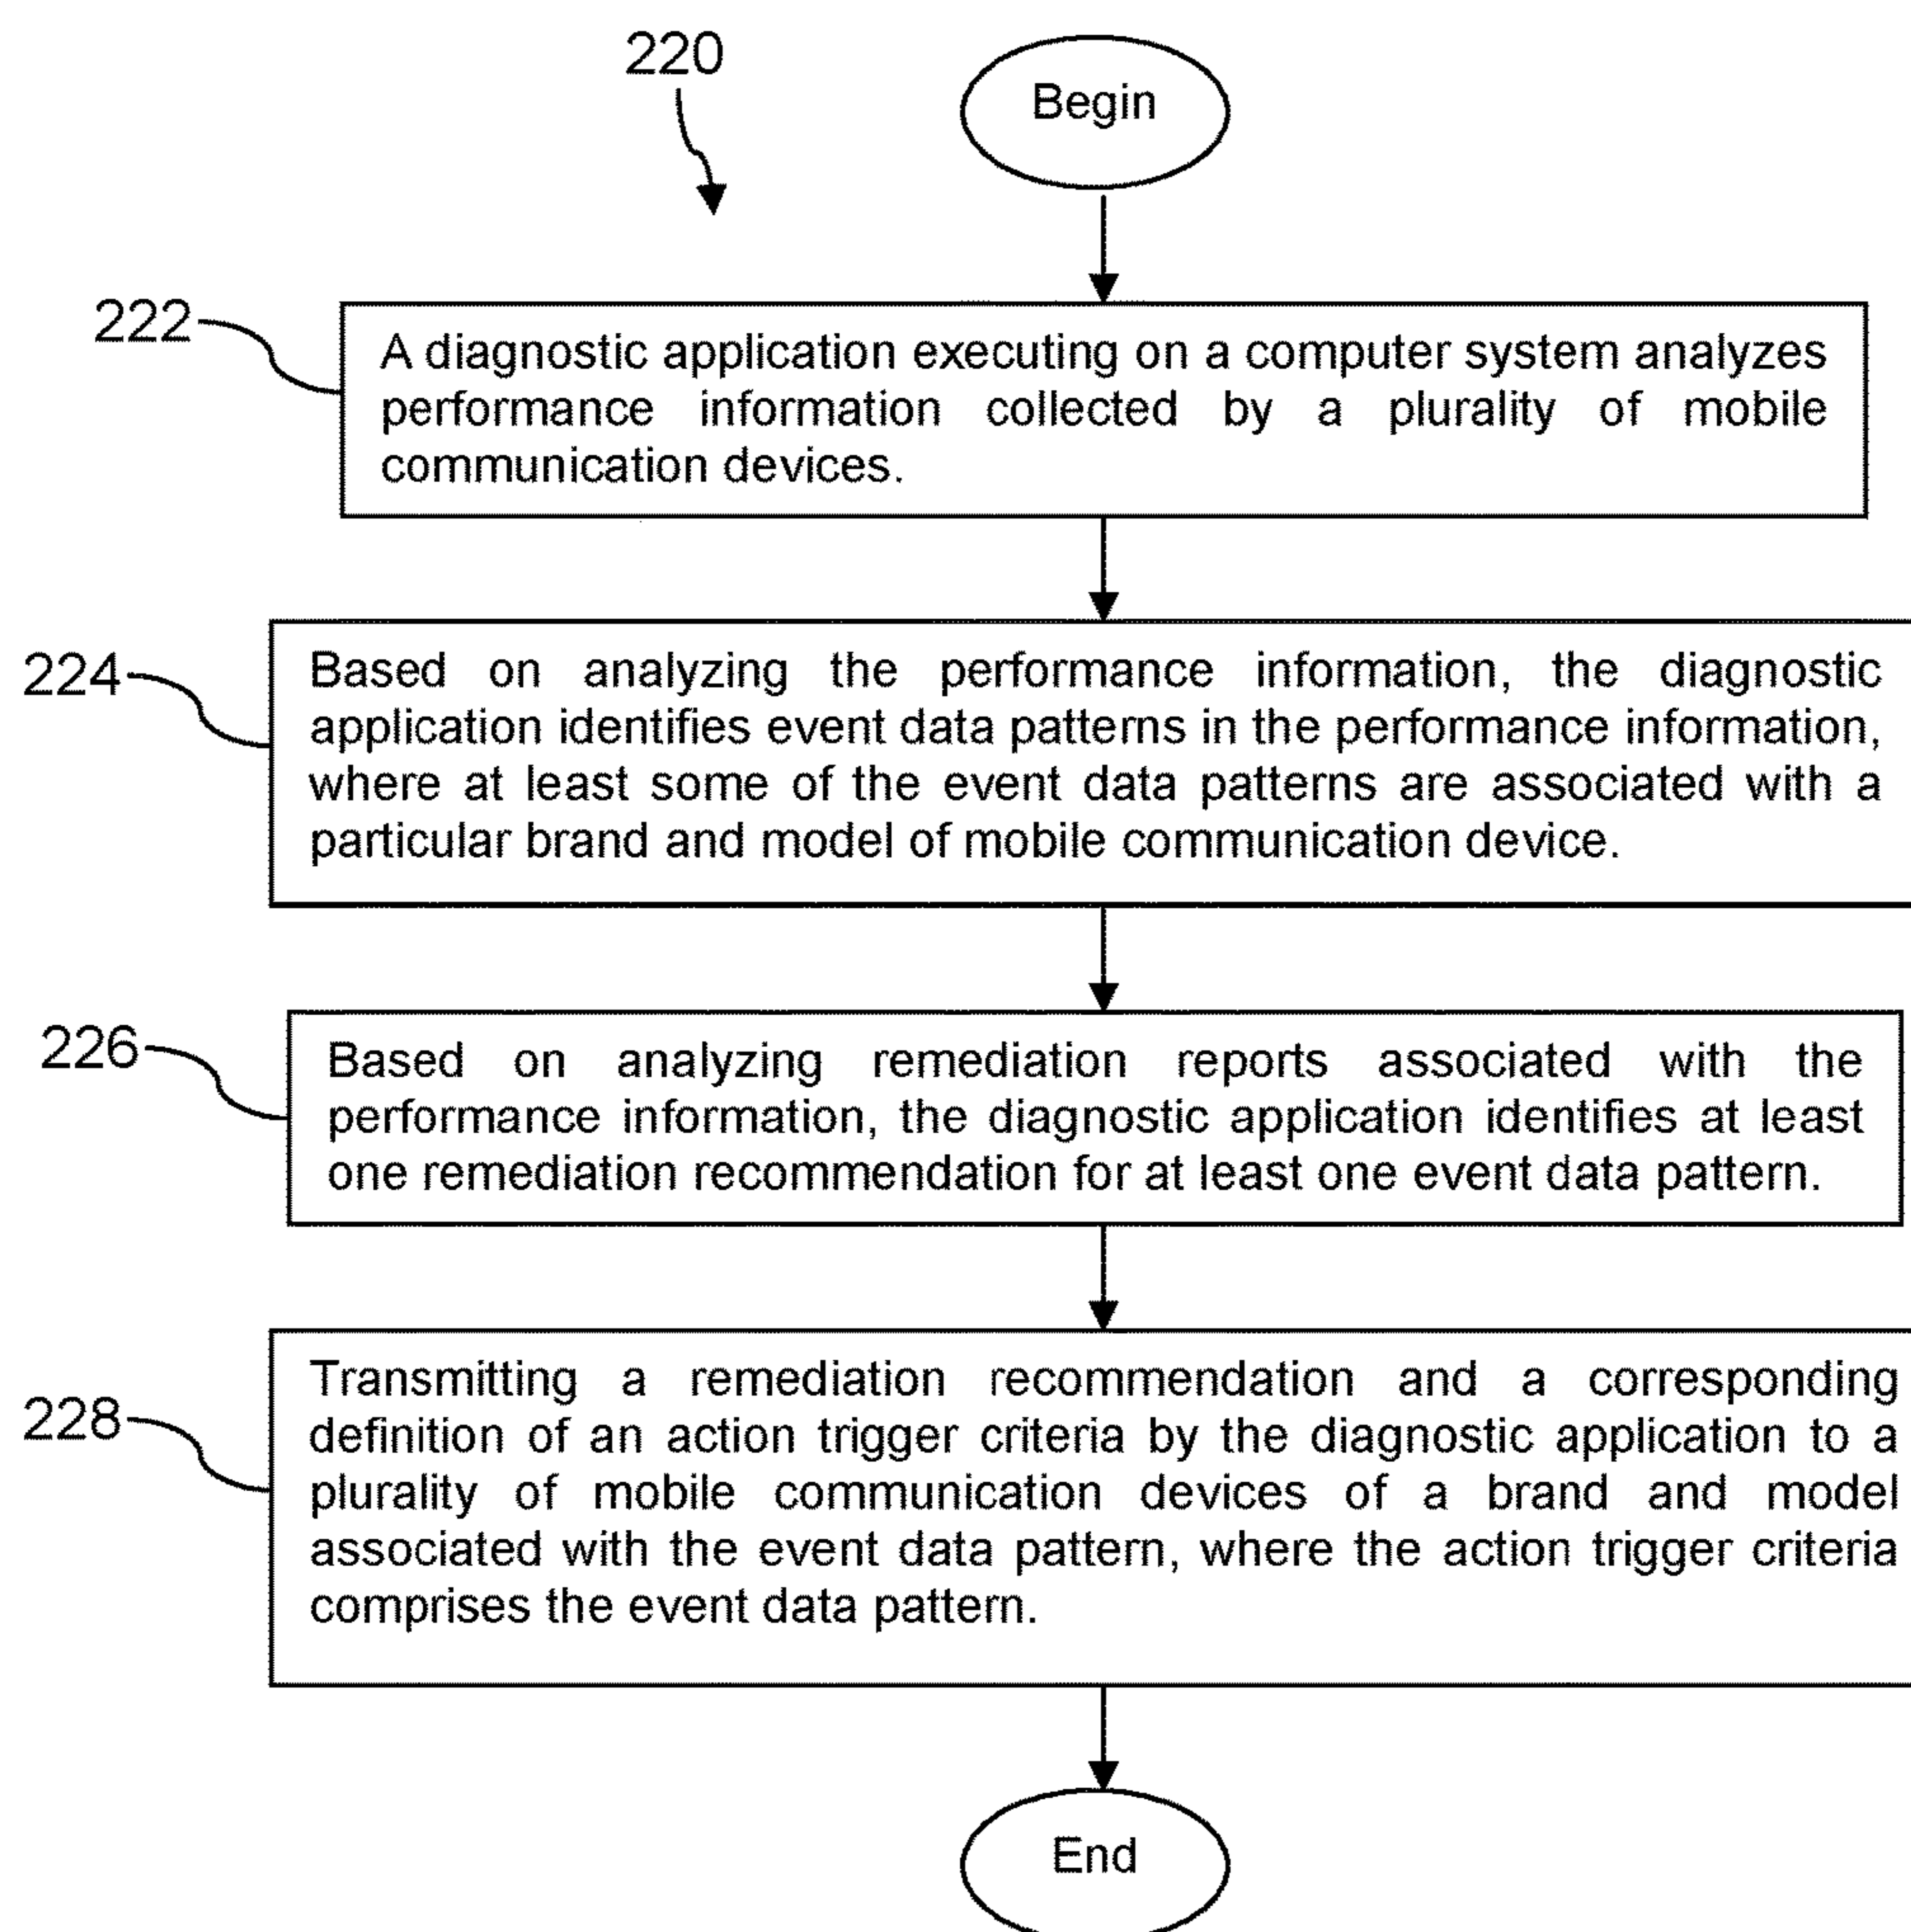 220
Begin
222
A diagnostic application executing on a computer system analyzes
performance information collected by a plurality of mobile
communication devices.
224
Based on analyzing the performance information, the diagnostic
application identifies event data patterns in the performance information,
where at least some of the event data patterns are associated with a
particular brand and model of mobile communication device.
226
Based on analyzing remediation reports associated with the
performance information, the diagnostic application identifies at least
one remediation recommendation for at least one event data pattern.
228
Transmitting a remediation recommendation and a corresponding
definition of an action trigger criteria by the diagnostic application to a
plurality of mobile communication devices of a brand and model
associated with the event data pattern, where the action trigger criteria
comprises the event data pattern.
End